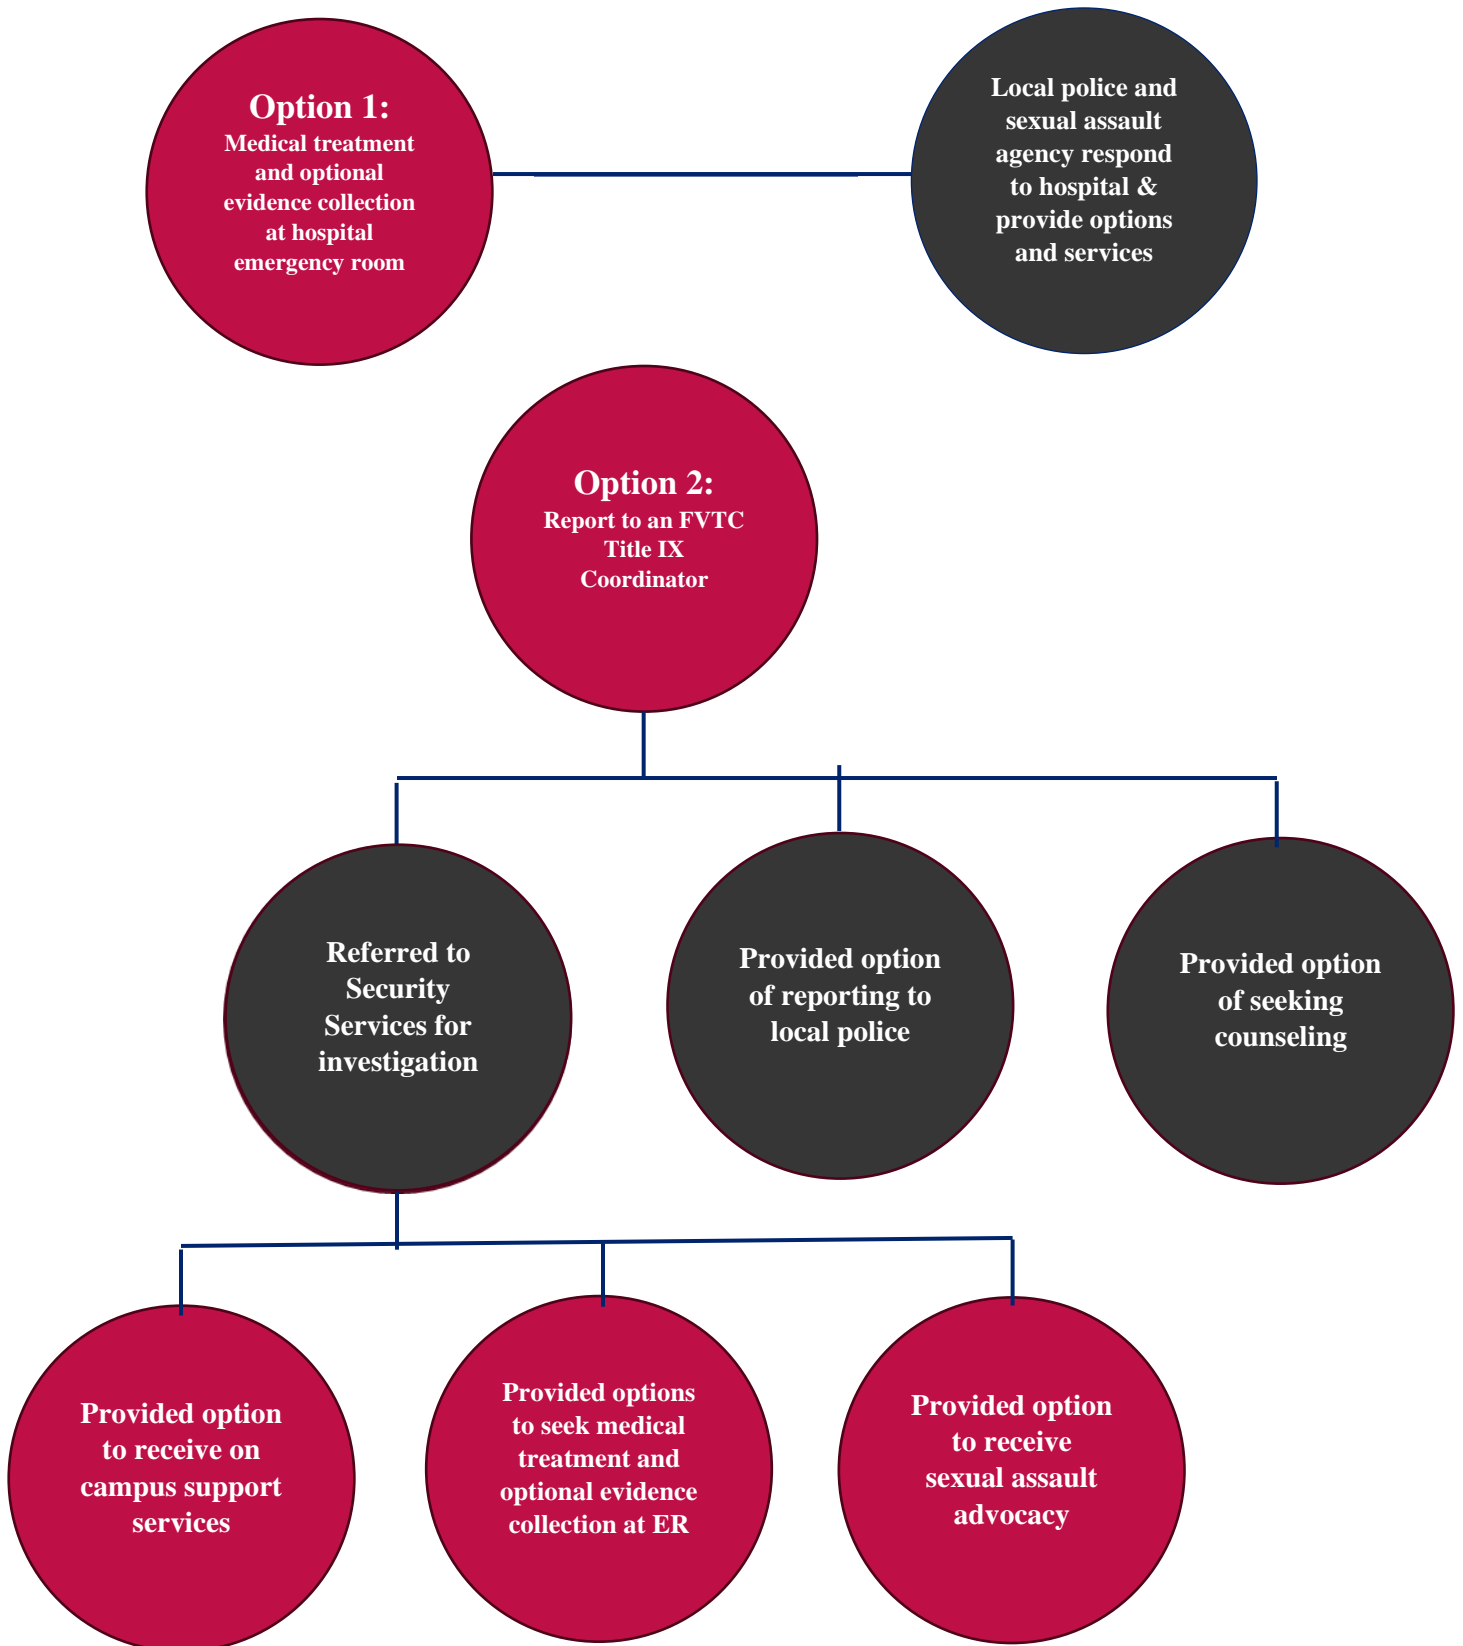 Option 1:
Medical treatment
and optional
evidence collection
at hospital
emergency room
Local police and
sexual assault
agency respond
to hospital &
provide options
and services
Option 2:
Report to an FVTC
Title IX
Coordinator
Referred to
Security
Services for
investigation
Provided option
of reporting to
local police
Provided option
of seeking
counseling
Provided option
to receive on
campus support
services
Provided options
to seek medical
treatment and
optional evidence
collection at ER
Provided option
to receive
sexual assault
advocacy